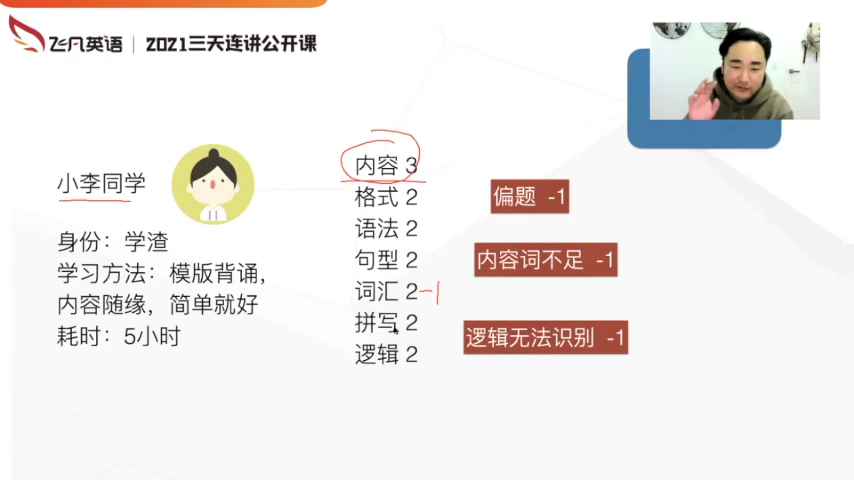 飞凡英语 | 2021三天连讲公开课
小李同学
身份：学渣
学习方法：模版背诵，
内容随缘，简单就好
耗时：5小时
内容 3
格式 2
语法 2
句型 2
词汇 2 -1
拼写 2
逻辑 2
偏题 -1
内容词不足 -1
逻辑无法识别 -1